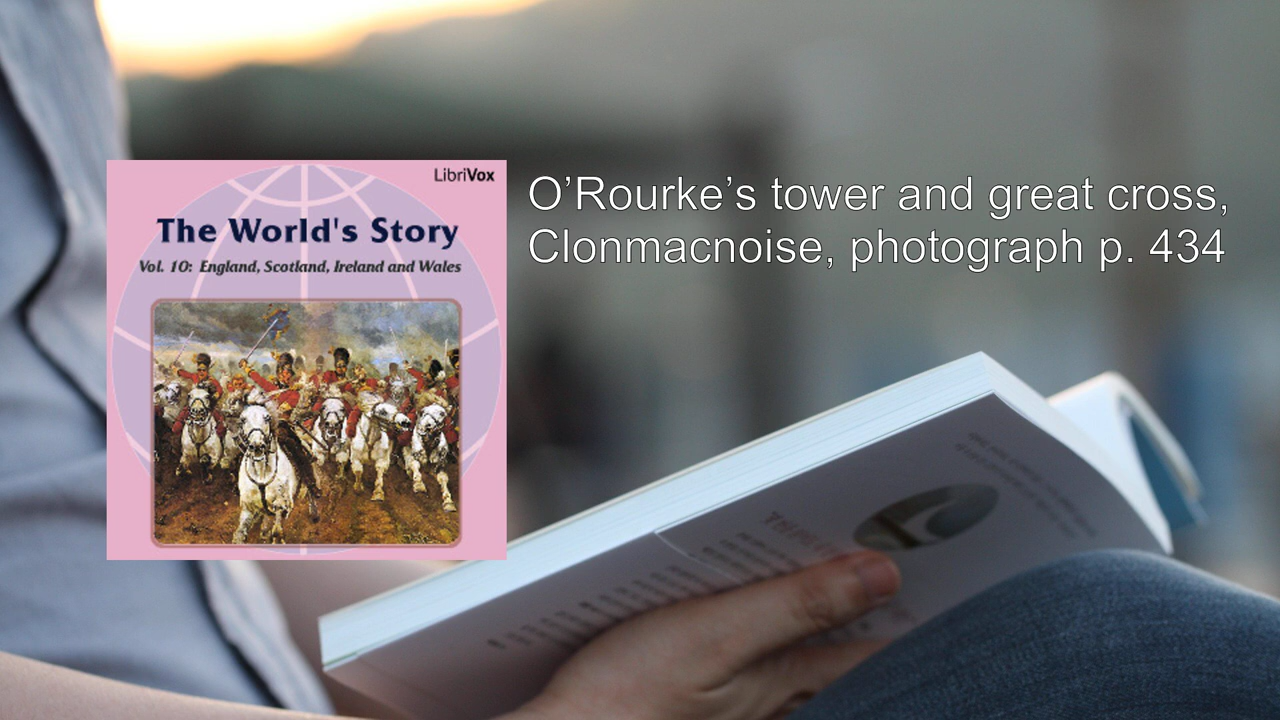 LibriVox
The World's Story
Vol. 10: England, Scotland, Ireland and Wales
O’Rourke’s tower and great cross,
Clonmacnoise, photograph p. 434